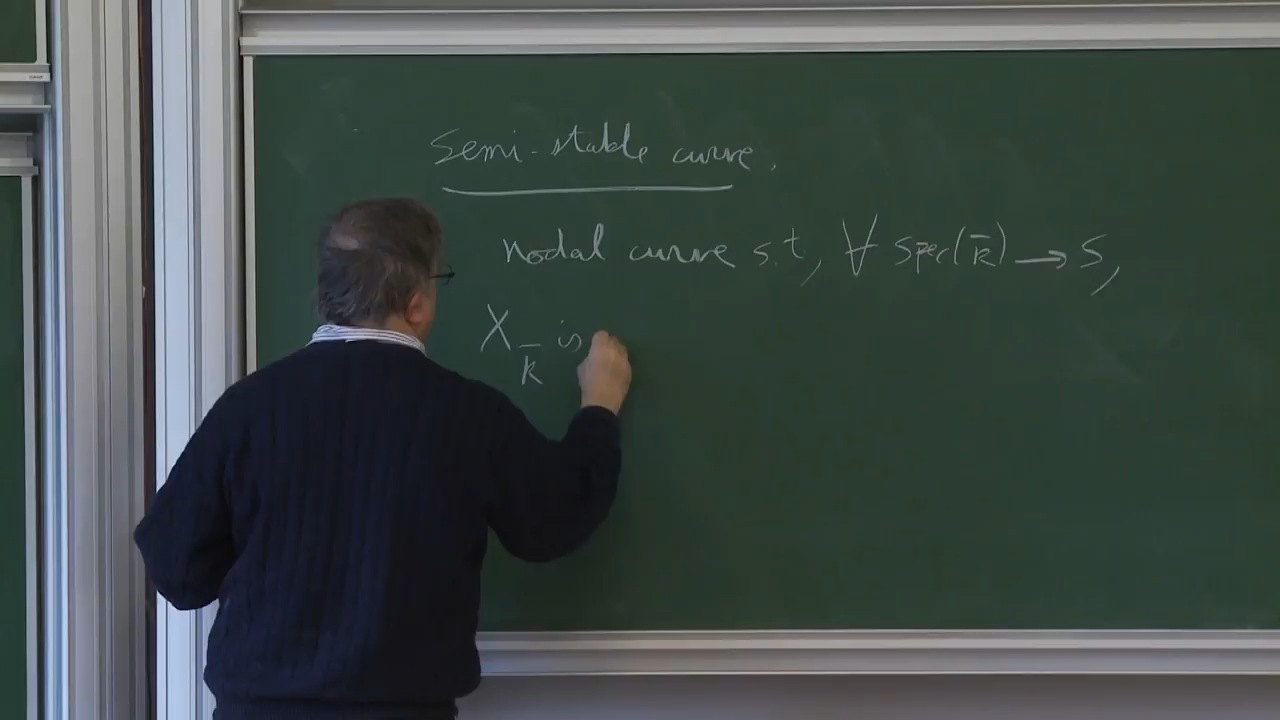 Semi-stable curve.
nodal curve s.t, ∀ Spec(k̄) → S,
X_k̄ is